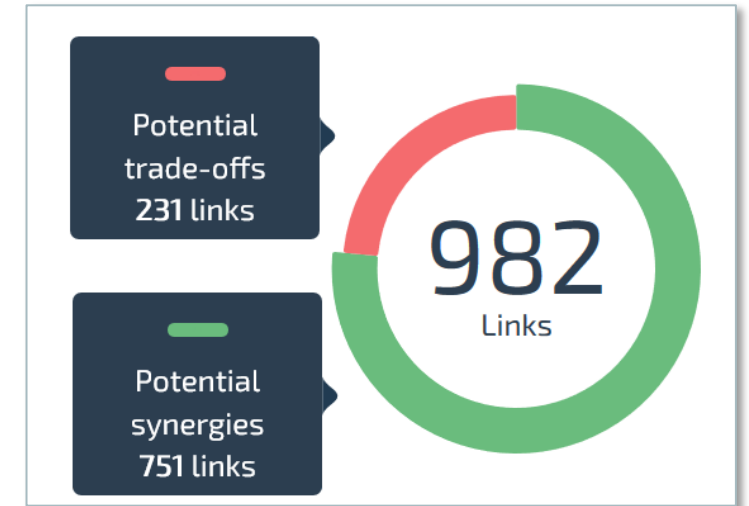 Potential
trade-offs
231 links
982
Links
Potential
synergies
751 links